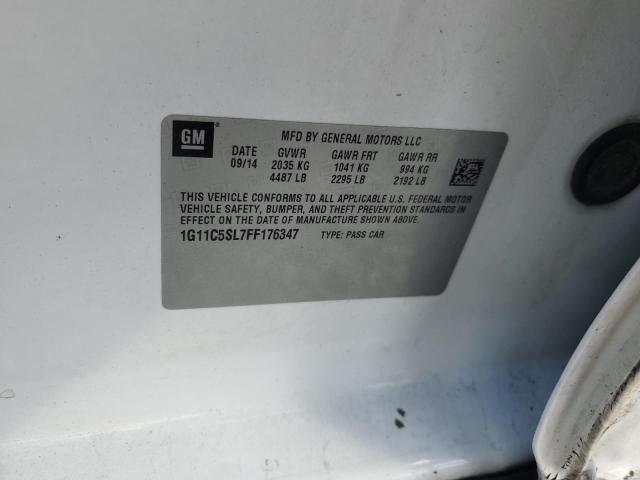 GM®
MFD BY GENERAL MOTORS LLC
DATE GVWR GAWR FRT GAWR RR
09/14 2035 KG 1041 KG 994 KG
4487 LB 2295 LB 2192 LB
THIS VEHICLE CONFORMS TO ALL APPLICABLE U.S. FEDERAL MOTOR
VEHICLE SAFETY, BUMPER, AND THEFT PREVENTION STANDARDS IN
EFFECT ON THE DATE OF MANUFACTURE SHOWN ABOVE.
1G11C5SL7FF176347 TYPE: PASS CAR